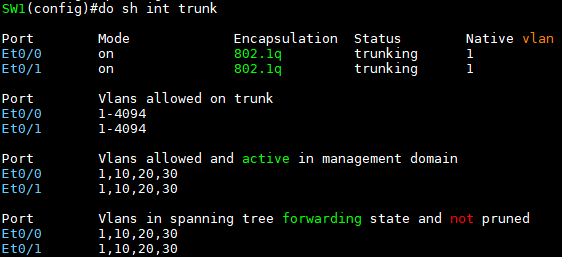 SW1(config)#do sh int trunk
Port Mode Encapsulation Status Native vlan
Et0/0 on 802.1q trunking 1
Et0/1 on 802.1q trunking 1
Port Vlans allowed on trunk
Et0/0 1-4094
Et0/1 1-4094
Port Vlans allowed and active in management domain
Et0/0 1,10,20,30
Et0/1 1,10,20,30
Port Vlans in spanning tree forwarding state and not pruned
Et0/0 1,10,20,30
Et0/1 1,10,20,30